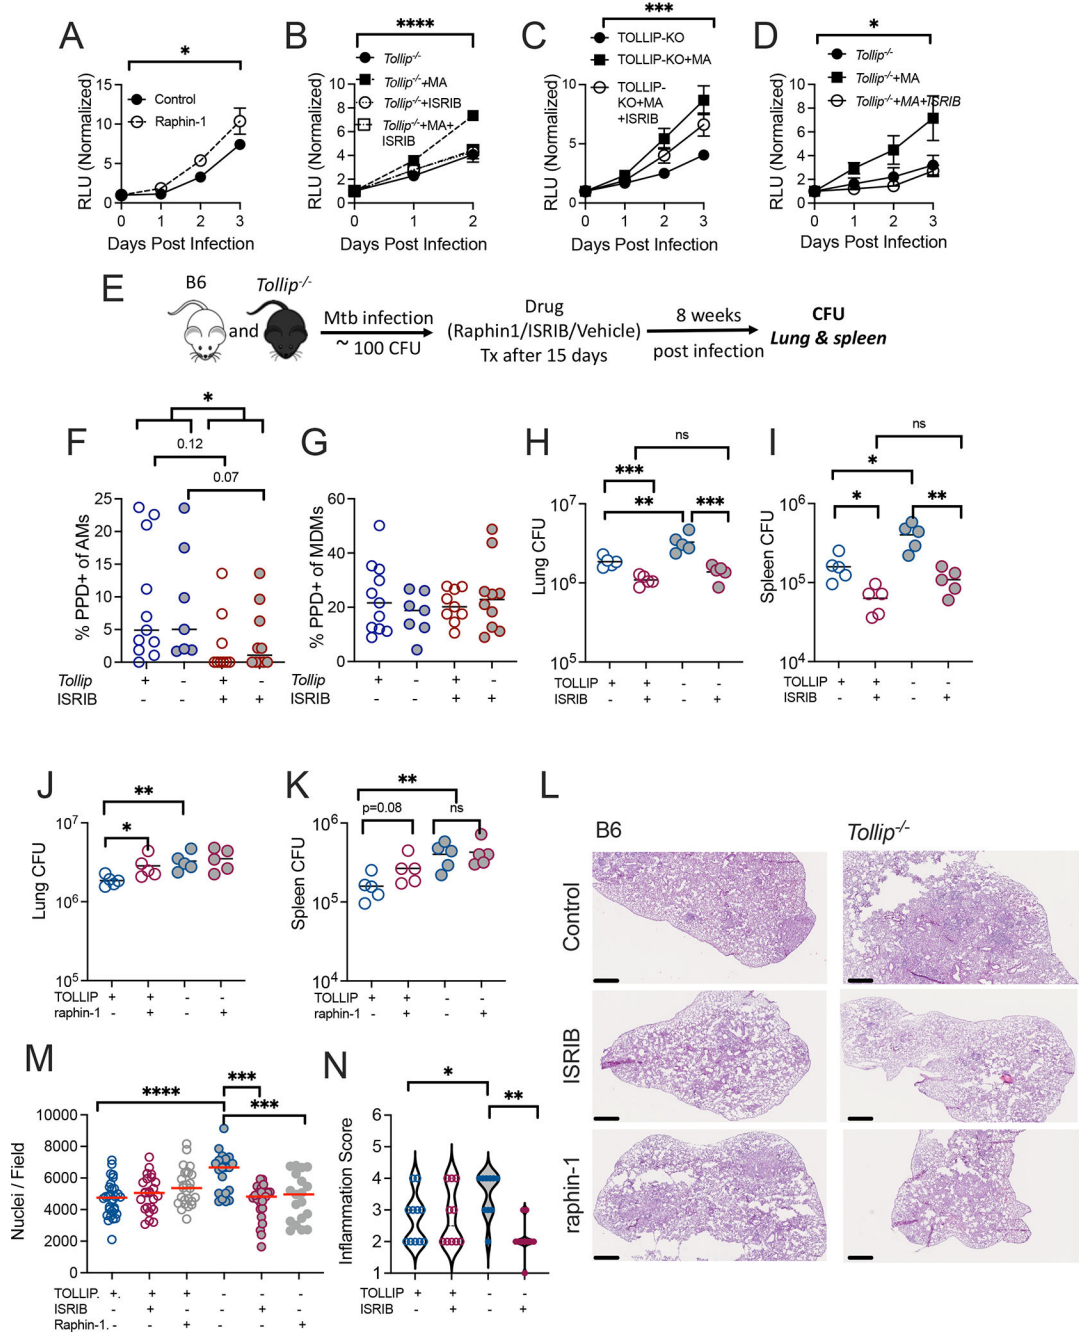 A
*
RLU (Normalized)
15
10
5
0
Control
Raphin-1
0 1 2 3
Days Post Infection
B
****
Tollip-/-
Tollip-/-+MA
Tollip-/-+ISRIB
Tollip-/-+MA+
ISRIB
RLU (Normalized)
10
8
6
4
2
0
0 1 2
Days Post Infection
C
***
TOLLIP-KO
TOLLIP-KO+MA
TOLLIP-
KO+MA
+ISRIB
RLU (Normalized)
10
5
0
0 1 2 3
Days Post Infection
D
*
Tollip-/-
Tollip-/-+MA
Tollip-/-+MA+ISRIB
RLU (Normalized)
10
8
6
4
2
0
0 1 2 3
Days Post Infection
E
B6
Tollip-/-
and
Mtb infection
~ 100 CFU
Drug
(Raphin1/ISRIB/Vehicle)
Tx after 15 days
8 weeks
post infection
CFU
Lung & spleen
F
*
0.12
0.07
% PPD+ of AMs
25
20
15
10
5
0
Tollip + - + -
ISRIB - - + +
G
% PPD+ of MDMs
60
40
20
0
Tollip + - + -
ISRIB - - + +
H
ns
***
** ***
Lung CFU
10^7
10^6
10^5
TOLLIP + + - -
ISRIB - + - +
I
ns
*
* **
Spleen CFU
10^6
10^5
10^4
TOLLIP + + - -
ISRIB - + - +
J
**
*
Lung CFU
10^7
10^6
10^5
TOLLIP + + - -
raphin-1 - + - +
K
**
p=0.08 ns
Spleen CFU
10^6
10^5
10^4
TOLLIP + + - -
raphin-1 - + - +
L
B6 Tollip-/-
Control
ISRIB
raphin-1
M
****
***
***
Nuclei / Field
10000
8000
6000
4000
2000
0
TOLLIP. +. + + - - -
ISRIB - + - - + -
Raphin-1. - - + - - +
N
*
**
Inflammation Score
6
5
4
3
2
1
TOLLIP + + - -
ISRIB - + - +